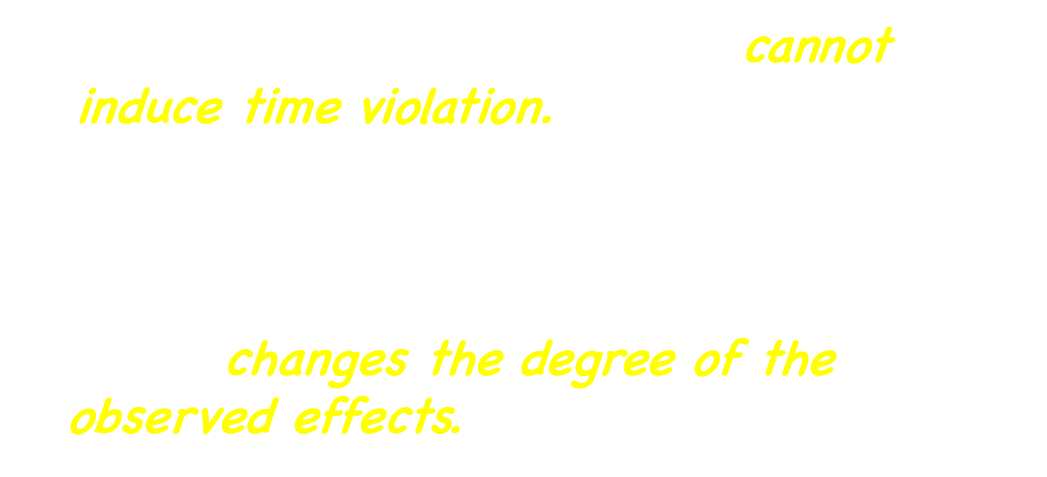 cannot
induce time violation.
changes the degree of the
observed effects.